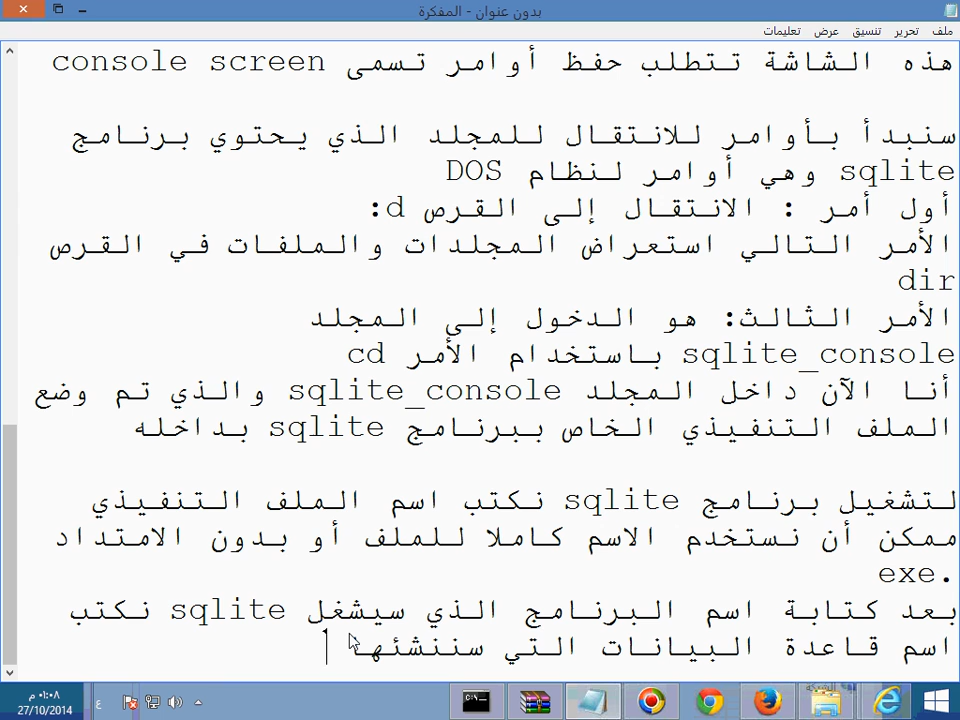 بدون عنوان - المفكرة
ملف تحرير تنسيق عرض تعليمات
هذه الشاشة تتطلب حفظ أوامر تسمى console screen
سنبدأ بأوامر للانتقال للمجلد الذي يحتوي برنامج
sqlite وهي أوامر لنظام DOS
أول أمر : الانتقال إلى القرص d:
الأمر التالي استعراض المجلدات والملفات في القرص
dir
الأمر الثالث: هو الدخول إلى المجلد
sqlite_console باستخدام الأمر cd
أنا الآن داخل المجلد sqlite_console والذي تم وضع
الملف التنفيذي الخاص ببرنامج sqlite بداخله
لتشغيل برنامج sqlite نكتب اسم الملف التنفيذي
ممكن أن نستخدم الاسم كاملا للملف أو بدون الامتداد
exe.
بعد كتابة اسم البرنامج الذي سيشغل sqlite نكتب
اسم قاعدة البيانات التي سننشئها
٠١:٠٨ م
27/10/2014
ع